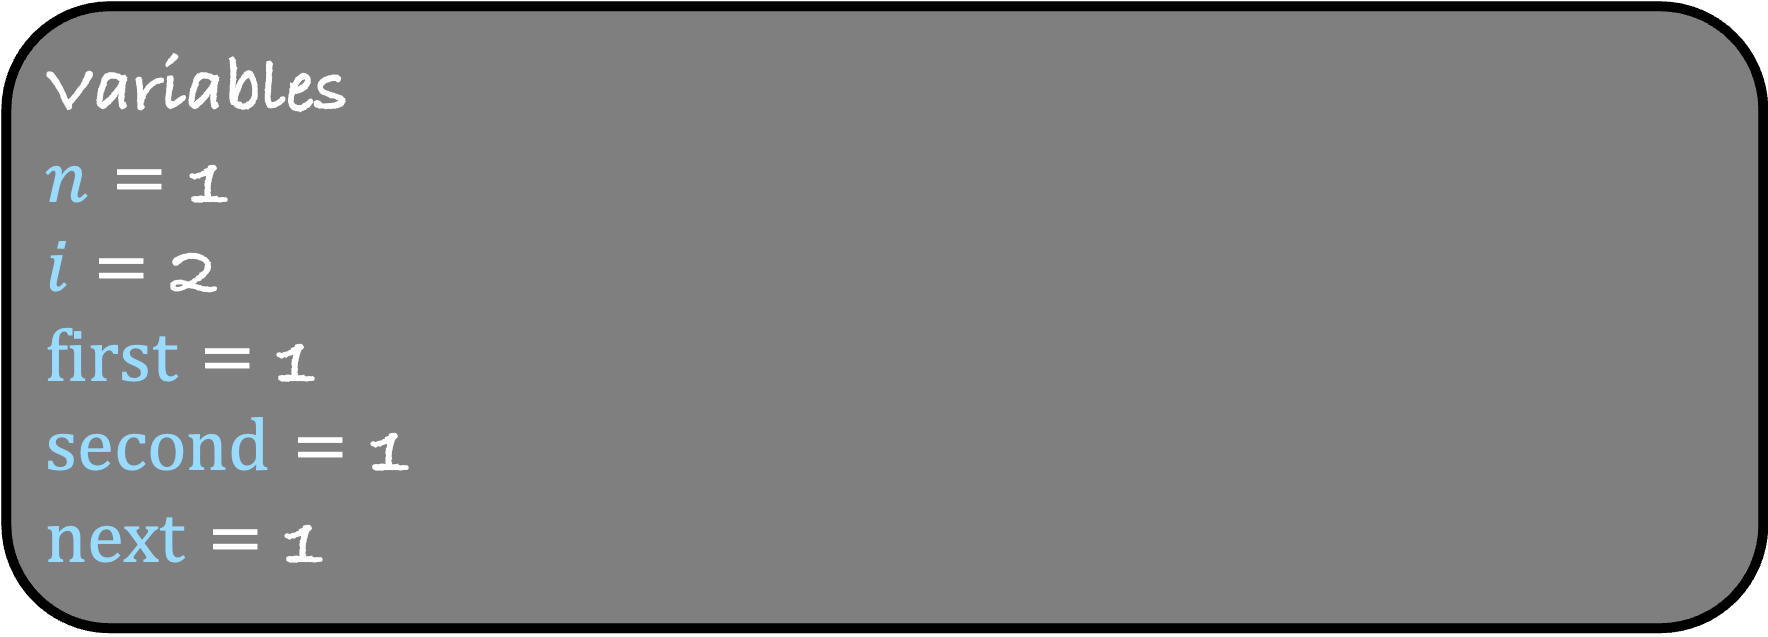 Variables
n = 1
i = 2
first = 1
second = 1
next = 1